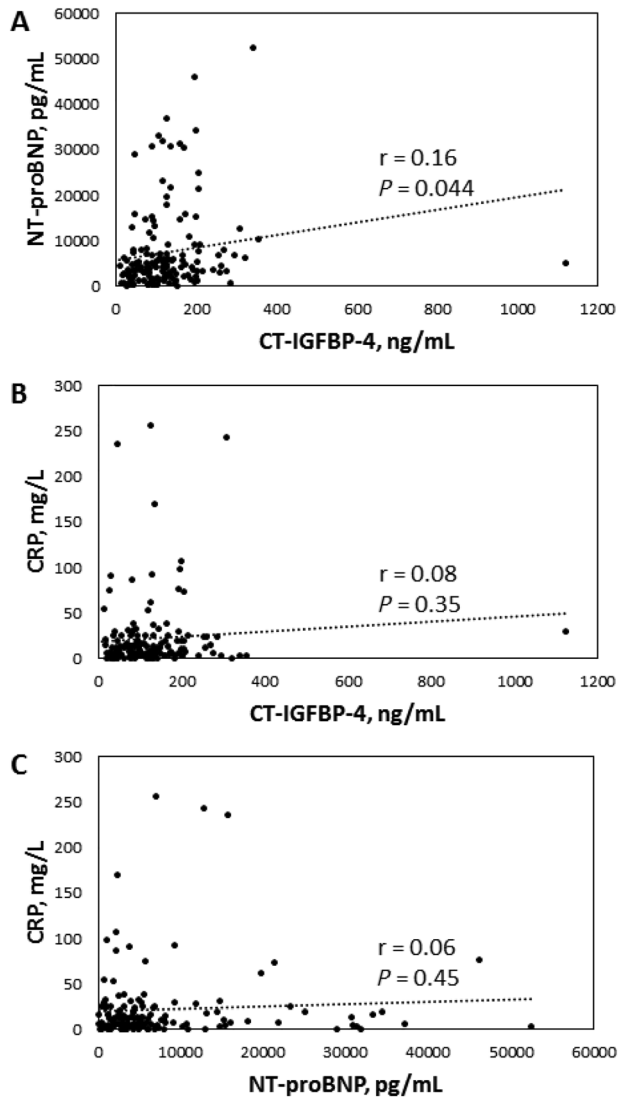 A
NT-proBNP, pg/mL
60000
50000
40000
30000
20000
10000
0
r = 0.16
P = 0.044
0 200 400 600 800 1000 1200
CT-IGFBP-4, ng/mL
B
CRP, mg/L
300
250
200
150
100
50
0
r = 0.08
P = 0.35
0 200 400 600 800 1000 1200
CT-IGFBP-4, ng/mL
C
CRP, mg/L
300
250
200
150
100
50
0
r = 0.06
P = 0.45
0 10000 20000 30000 40000 50000 60000
NT-proBNP, pg/mL